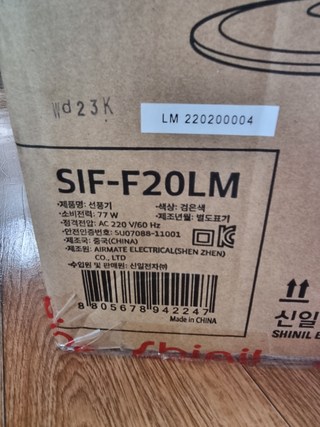 Wd23K
LM 220200004
SIF-F20LM
•제품명: 선풍기 •색상: 검은색
•소비전력: 77 W •제조년월: 별도표기
•정격전압: AC 220 V/60 Hz
•안전인증번호: SU07088-11001
•제조국: 중국(CHINA)
•제조원: AIRMATE ELECTRICAL(SHEN ZHEN)
CO., LTD
•수입원 및 판매원: 신일전자㈜
8 805678 942247
Made in CHINA
신일
SHINIL E
Shinil